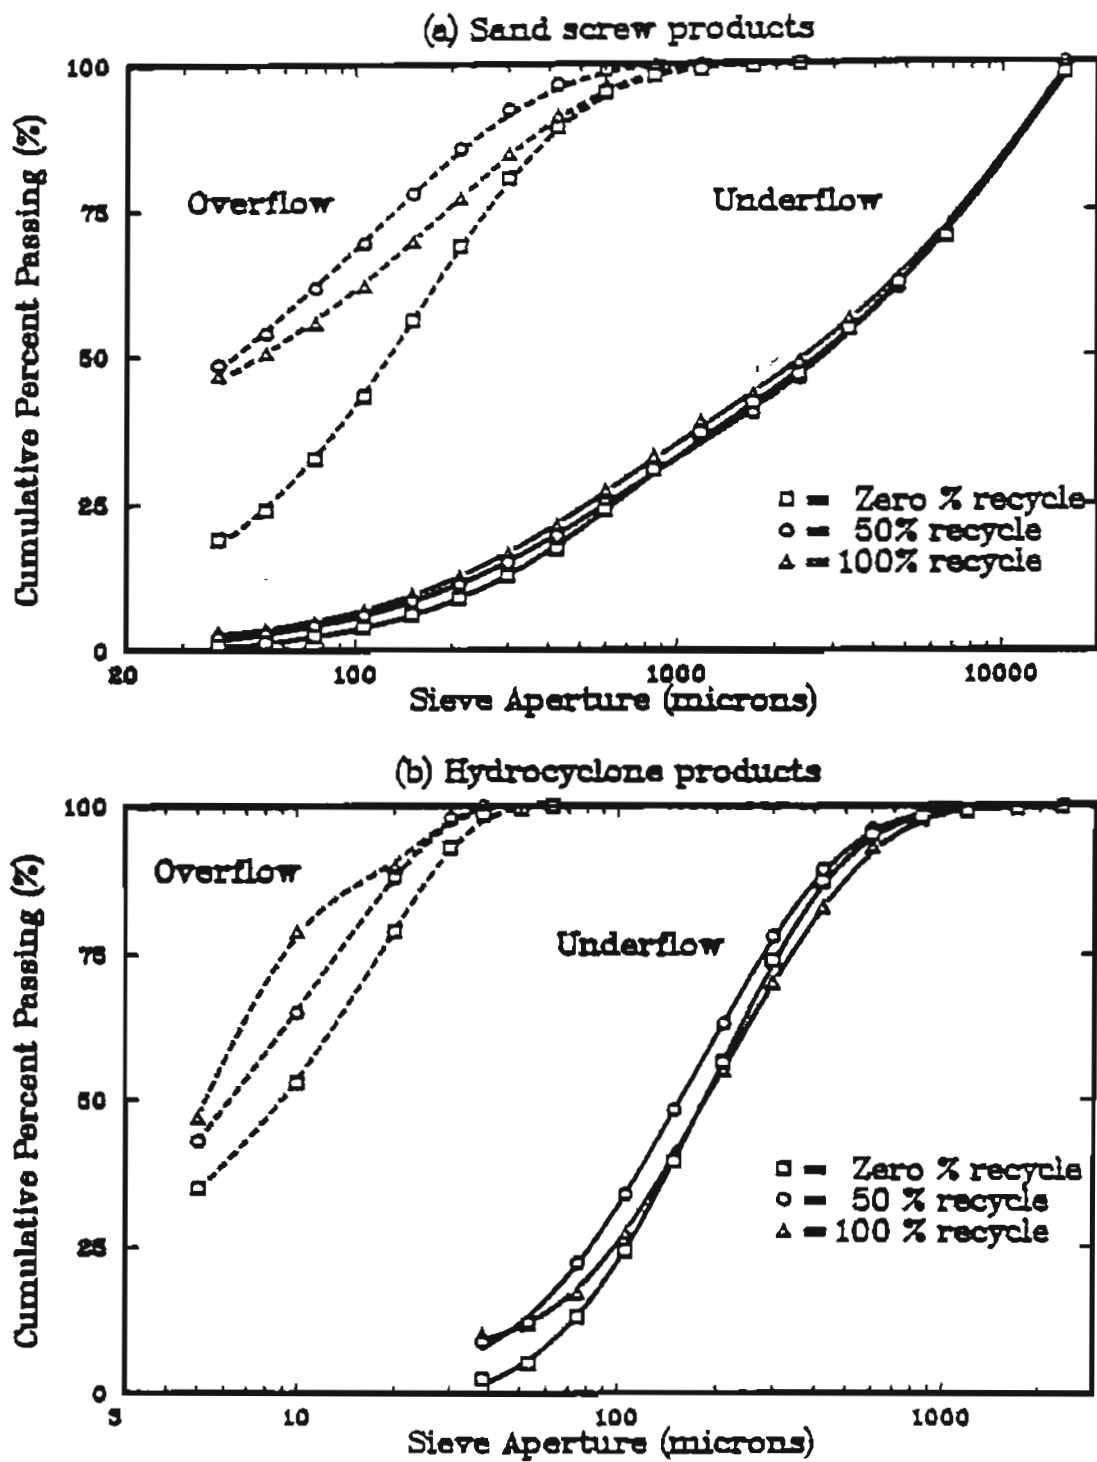 (a) Sand screw products
Cumulative Percent Passing (%)
100
75
50
25
0
Overflow
Underflow
□ = Zero % recycle
○ = 50% recycle
△ = 100% recycle
20 100 1000 10000
Sieve Aperture (microns)
(b) Hydrocyclone products
Cumulative Percent Passing (%)
100
75
50
25
0
Overflow
Underflow
□ = Zero % recycle
○ = 50 % recycle
△ = 100 % recycle
3 10 100 1000
Sieve Aperture (microns)